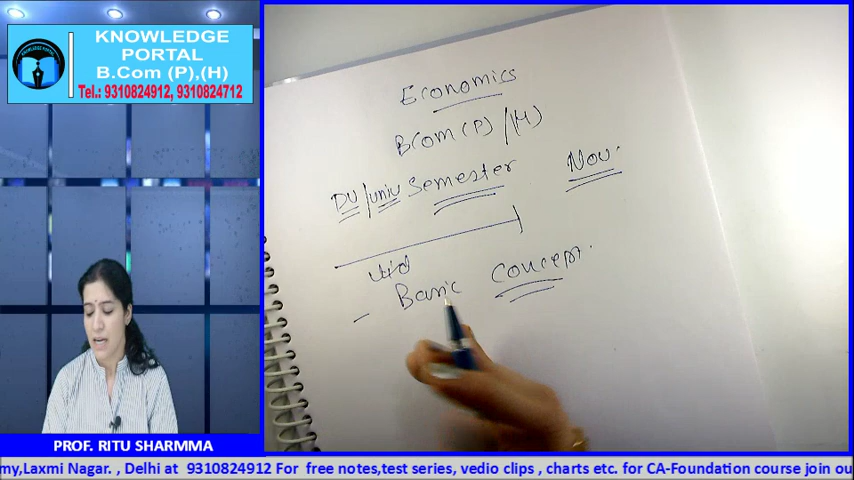 KNOWLEDGE
PORTAL
B.Com (P),(H)
Tel.: 9310824912, 9310824712
Economics
BCom (P) /(H)
DU/univ Semester Nov.
- Basic Concept.
PROF. RITU SHARMMA
my,Laxmi Nagar. , Delhi at 9310824912 For free notes,test series, vedio clips , charts etc. for CA-Foundation course join ou